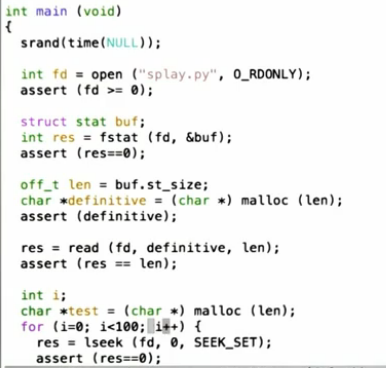 int main (void)
{
  srand(time(NULL));

  int fd = open ("splay.py", O_RDONLY);
  assert (fd >= 0);

  struct stat buf;
  int res = fstat (fd, &buf);
  assert (res==0);

  off_t len = buf.st_size;
  char *definitive = (char *) malloc (len);
  assert (definitive);

  res = read (fd, definitive, len);
  assert (res == len);

  int i;
  char *test = (char *) malloc (len);
  for (i=0; i<100; i++) {
    res = lseek (fd, 0, SEEK_SET);
    assert (res==0);